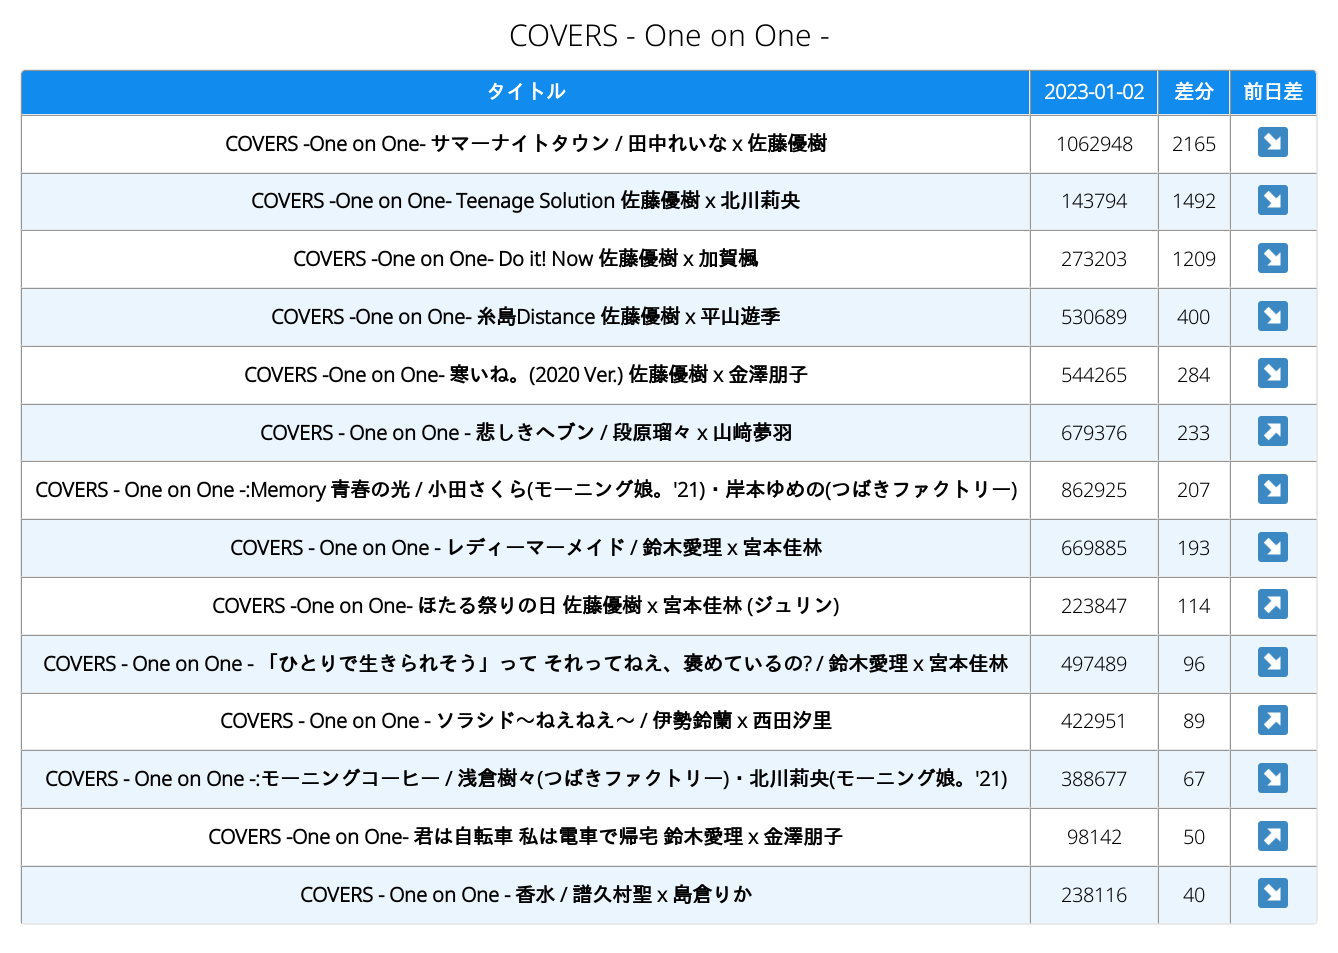 COVERS - One on One -
タイトル 2023-01-02 差分 前日差
COVERS -One on One- サマーナイトタウン / 田中れいな x 佐藤優樹 1062948 2165 ↘
COVERS -One on One- Teenage Solution 佐藤優樹 x 北川莉央 143794 1492 ↘
COVERS -One on One- Do it! Now 佐藤優樹 x 加賀楓 273203 1209 ↘
COVERS -One on One- 糸島Distance 佐藤優樹 x 平山遊季 530689 400 ↘
COVERS -One on One- 寒いね。(2020 Ver.) 佐藤優樹 x 金澤朋子 544265 284 ↘
COVERS - One on One - 悲しきヘブン / 段原瑠々 x 山﨑夢羽 679376 233 ↗
COVERS - One on One -:Memory 青春の光 / 小田さくら(モーニング娘。'21)・岸本ゆめの(つばきファクトリー) 862925 207 ↘
COVERS - One on One - レディーマーメイド / 鈴木愛理 x 宮本佳林 669885 193 ↘
COVERS -One on One- ほたる祭りの日 佐藤優樹 x 宮本佳林 (ジュリン) 223847 114 ↗
COVERS - One on One - 「ひとりで生きられそう」って それってねえ、褒めているの? / 鈴木愛理 x 宮本佳林 497489 96 ↘
COVERS - One on One - ソラシド～ねえねえ～ / 伊勢鈴蘭 x 西田汐里 422951 89 ↗
COVERS - One on One -:モーニングコーヒー / 浅倉樹々(つばきファクトリー)・北川莉央(モーニング娘。'21) 388677 67 ↘
COVERS -One on One- 君は自転車 私は電車で帰宅 鈴木愛理 x 金澤朋子 98142 50 ↗
COVERS - One on One - 香水 / 譜久村聖 x 島倉りか 238116 40 ↘